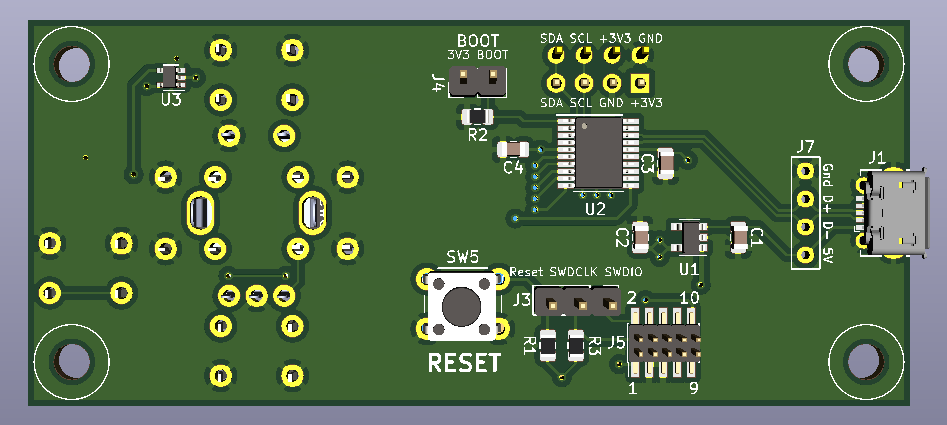 BOOT
3V3 BOOT
SDA SCL +3V3 GND
J4
U3
SDA SCL GND +3V3
R2
C4
C3
J7
J1
Gnd D+ D- 5V
U2
C2
U1
C1
SW5
Reset SWDCLK SWDIO
J3
2 10
R1
R3
J5
RESET
1 9